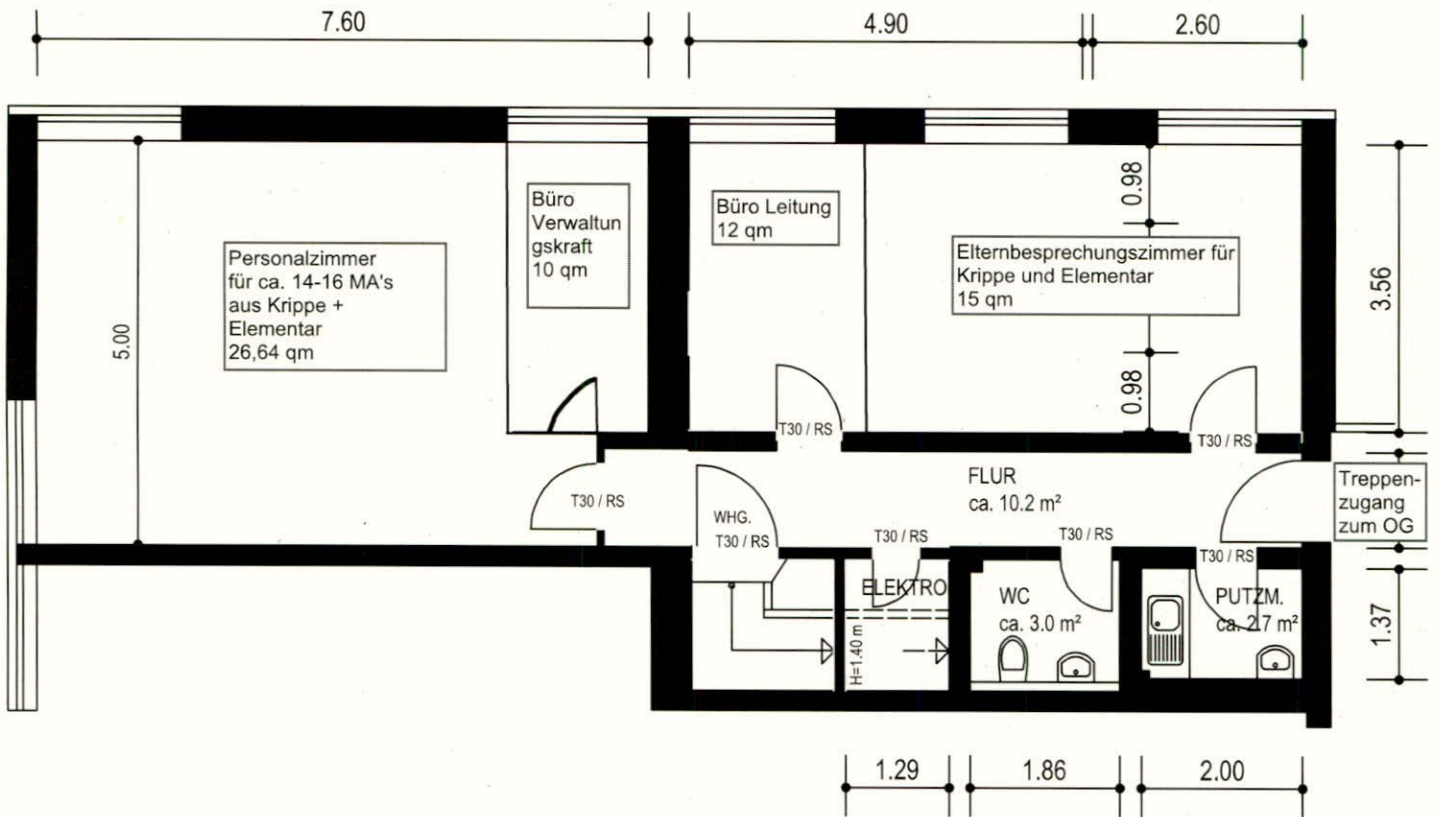 7.60
4.90
2.60
Personalzimmer
für ca. 14-16 MA's
aus Krippe +
Elementar
26,64 qm
Büro
Verwaltun
gskraft
10 qm
Büro Leitung
12 qm
Elternbesprechungszimmer für
Krippe und Elementar
15 qm
0.98
0.98
3.56
5.00
T30 / RS
T30 / RS
FLUR
ca. 10.2 m²
Treppen-
zugang
zum OG
T30 / RS
WHG.
T30 / RS
T30 / RS
T30 / RS
T30 / RS
ELEKTRO
H=1.40 m
WC
ca. 3.0 m²
PUTZM.
ca. 2.7 m²
1.37
1.29
1.86
2.00